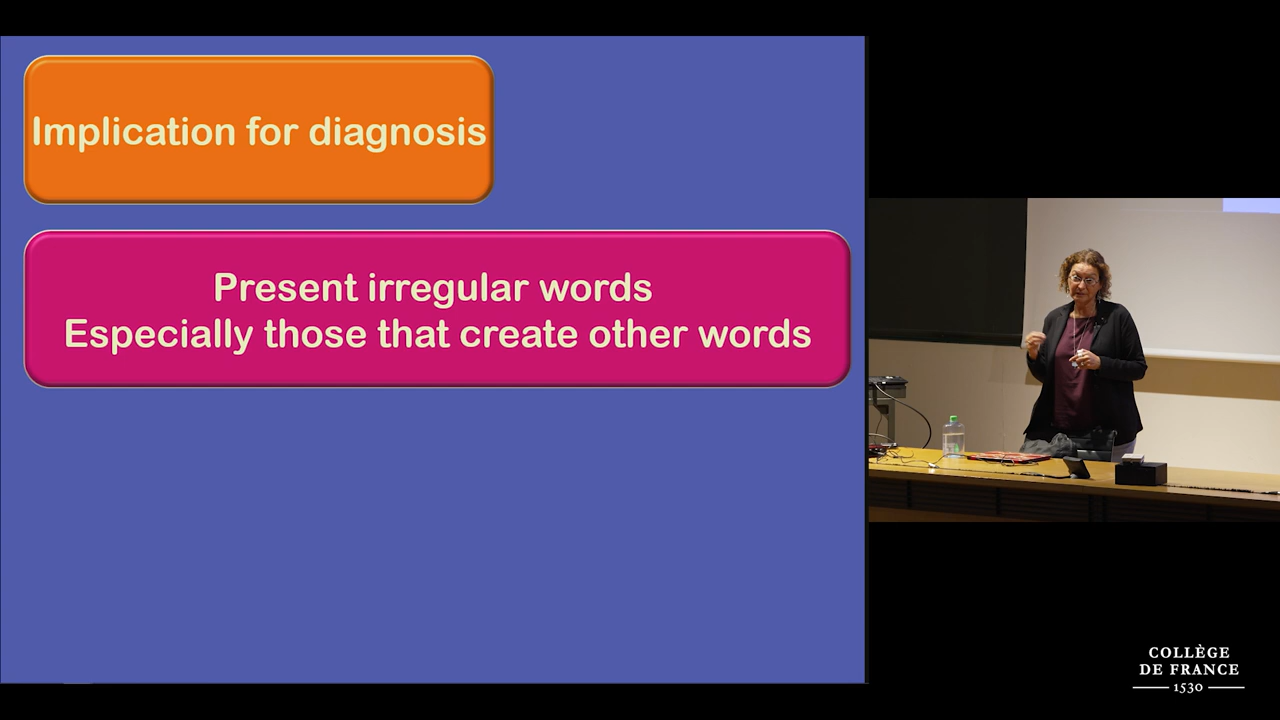 Implication for diagnosis
Present irregular words
Especially those that create other words
COLLÈGE
DE FRANCE
1530